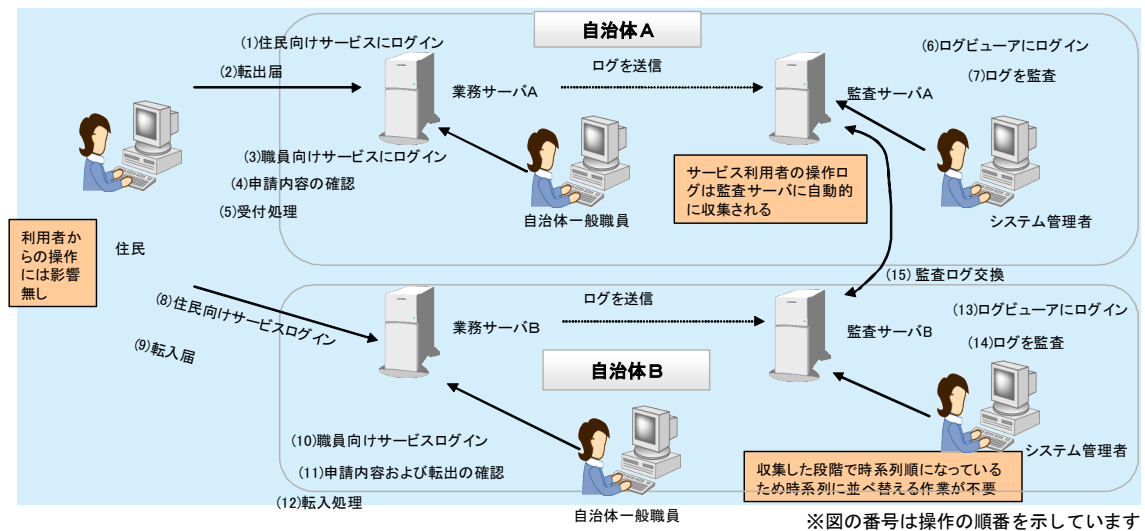 自治体A
(1)住民向けサービスにログイン
(2)転出届
業務サーバA
ログを送信
監査サーバA
(6)ログビューアにログイン
(7)ログを監査
(3)職員向けサービスにログイン
(4)申請内容の確認
(5)受付処理
自治体一般職員
サービス利用者の操作ロ
グは監査サーバに自動的
に収集される
システム管理者
利用者か
らの操作
には影響
無し
住民
(15) 監査ログ交換
(8)住民向けサービスログイン
(9)転入届
業務サーバB
ログを送信
監査サーバB
(13)ログビューアにログイン
(14)ログを監査
自治体B
(10)職員向けサービスログイン
(11)申請内容および転出の確認
(12)転入処理
自治体一般職員
システム管理者
収集した段階で時系列順になっている
ため時系列に並べ替える作業が不要
※図の番号は操作の順番を示しています